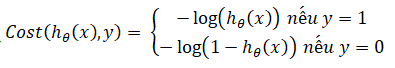 Cost(hθ(x),y) = { −log(hθ(x)) nếu y = 1
−log(1 − hθ(x)) nếu y = 0